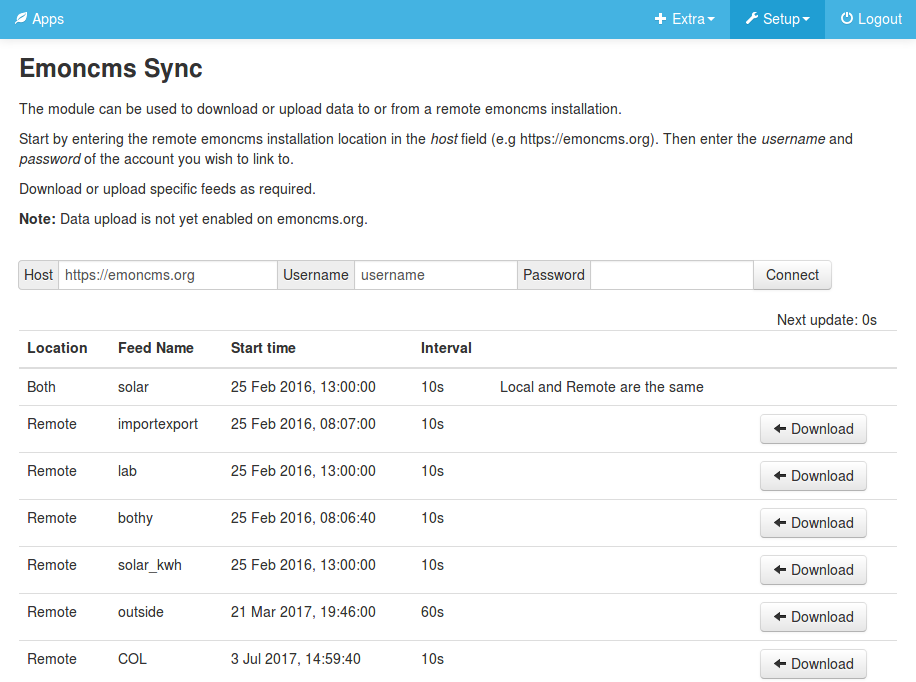 Apps Extra Setup Logout
Emoncms Sync
The module can be used to download or upload data to or from a remote emoncms installation.
Start by entering the remote emoncms installation location in the host field (e.g https://emoncms.org). Then enter the username and
password of the account you wish to link to.
Download or upload specific feeds as required.
Note: Data upload is not yet enabled on emoncms.org.
Host https://emoncms.org Username username Password Connect
Next update: 0s
Location Feed Name Start time Interval
Both solar 25 Feb 2016, 13:00:00 10s Local and Remote are the same
Remote importexport 25 Feb 2016, 08:07:00 10s Download
Remote lab 25 Feb 2016, 13:00:00 10s Download
Remote bothy 25 Feb 2016, 08:06:40 10s Download
Remote solar_kwh 25 Feb 2016, 13:00:00 10s Download
Remote outside 21 Mar 2017, 19:46:00 60s Download
Remote COL 3 Jul 2017, 14:59:40 10s Download